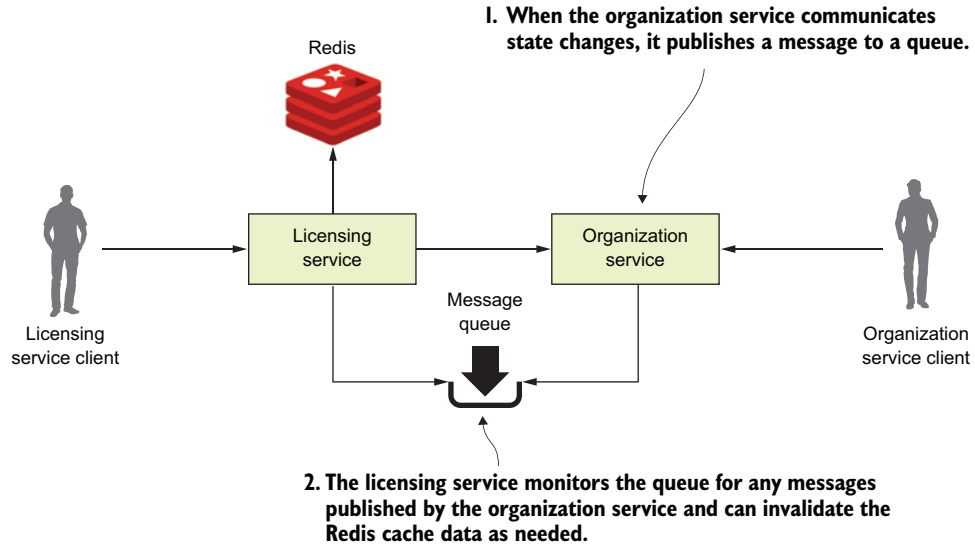 1. When the organization service communicates
state changes, it publishes a message to a queue.
Redis
Licensing
service
Organization
service
Message
queue
Licensing
service client
Organization
service client
2. The licensing service monitors the queue for any messages
published by the organization service and can invalidate the
Redis cache data as needed.